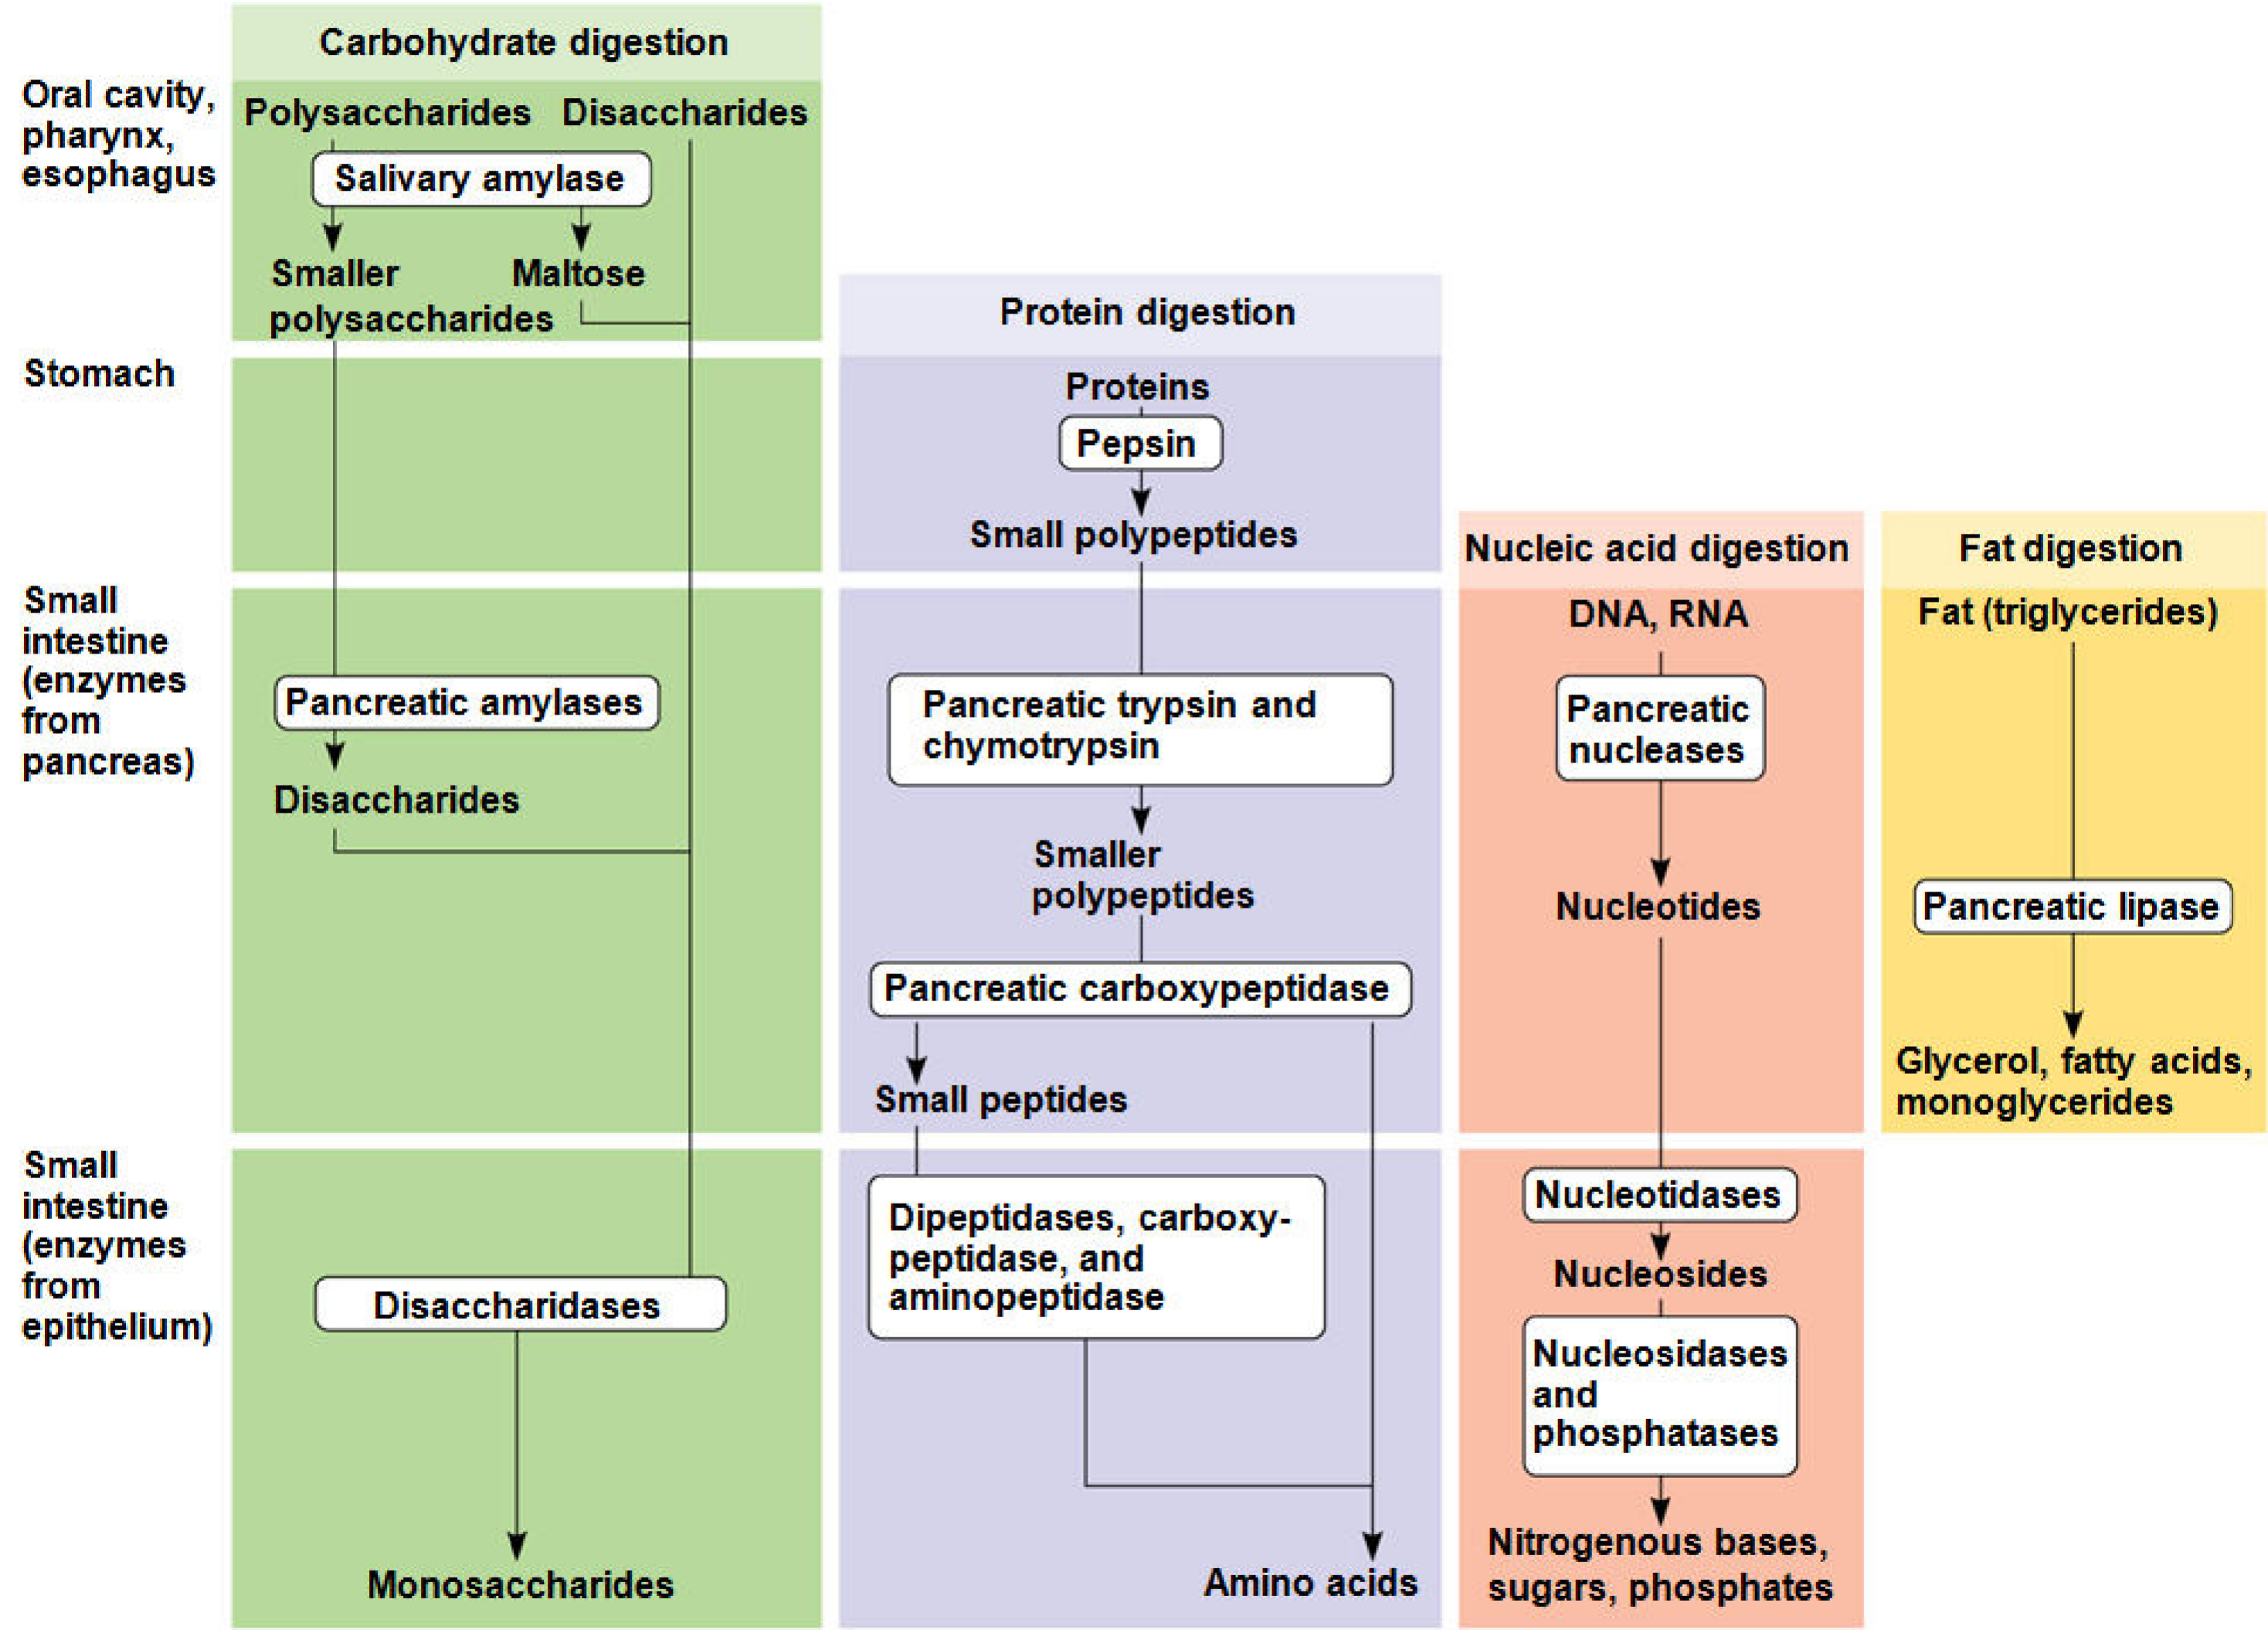 Carbohydrate digestion
Oral cavity,
pharynx,
esophagus
Polysaccharides Disaccharides
Salivary amylase
Smaller
polysaccharides
Maltose
Stomach
Protein digestion
Proteins
Pepsin
Small polypeptides
Nucleic acid digestion
Fat digestion
Small
intestine
(enzymes
from
pancreas)
Pancreatic amylases
Disaccharides
Pancreatic trypsin and
chymotrypsin
Smaller
polypeptides
Pancreatic carboxypeptidase
Small peptides
DNA, RNA
Pancreatic
nucleases
Nucleotides
Fat (triglycerides)
Pancreatic lipase
Glycerol, fatty acids,
monoglycerides
Small
intestine
(enzymes
from
epithelium)
Disaccharidases
Monosaccharides
Dipeptidases, carboxy-
peptidase, and
aminopeptidase
Amino acids
Nucleotidases
Nucleosides
Nucleosidases
and
phosphatases
Nitrogenous bases,
sugars, phosphates